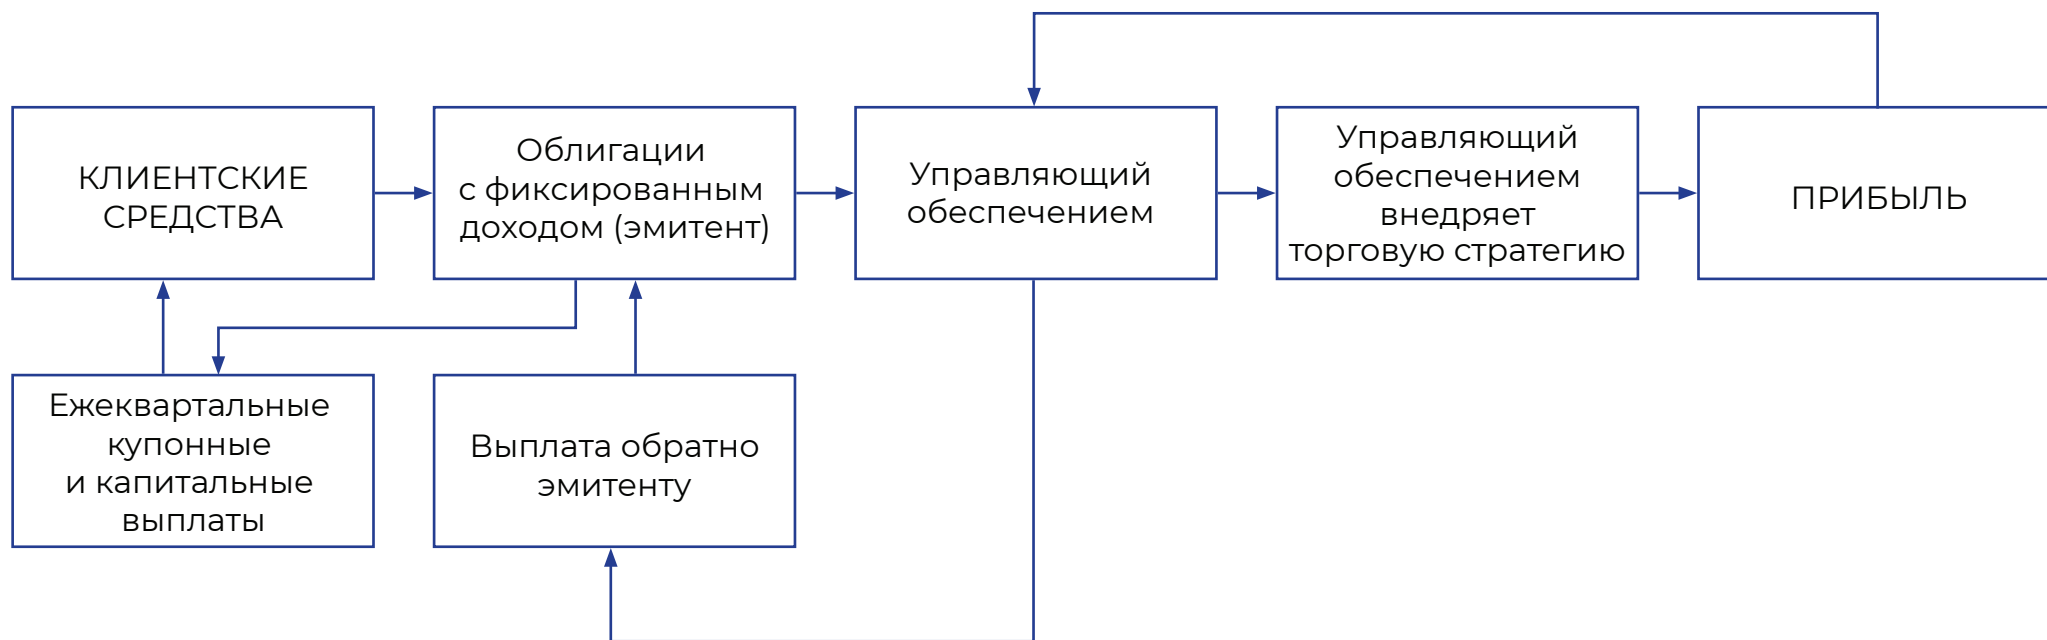 КЛИЕНТСКИЕ
СРЕДСТВА
Облигации
с фиксированным
доходом (эмитент)
Управляющий
обеспечением
Управляющий
обеспечением
внедряет
торговую стратегию
ПРИБЫЛЬ
Ежеквартальные
купонные
и капитальные
выплаты
Выплата обратно
эмитенту